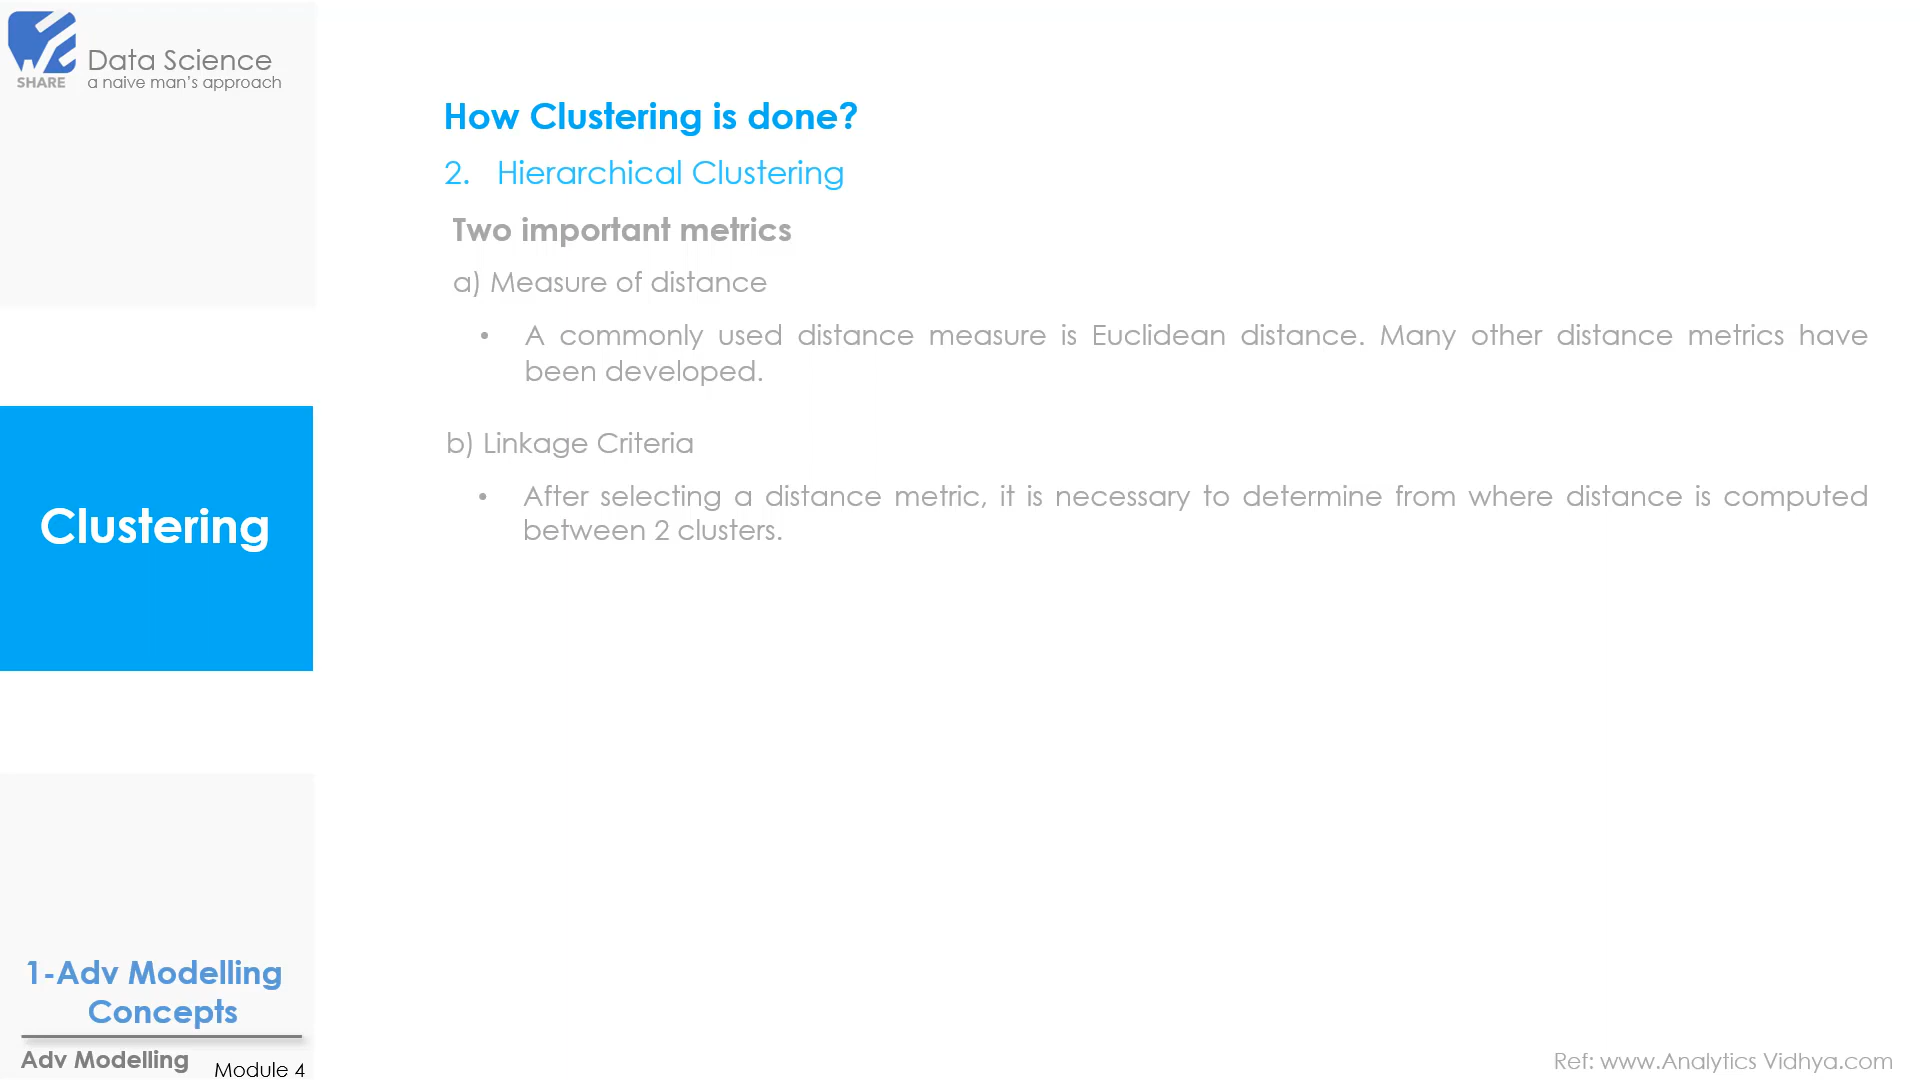 SHARE
Data Science
a naive man's approach
How Clustering is done?
2. Hierarchical Clustering
Two important metrics
a) Measure of distance
• A commonly used distance measure is Euclidean distance. Many other distance metrics have
been developed.
b) Linkage Criteria
• After selecting a distance metric, it is necessary to determine from where distance is computed
between 2 clusters.
Clustering
1-Adv Modelling
Concepts
Adv Modelling
Module 4
Ref: www.Analytics Vidhya.com